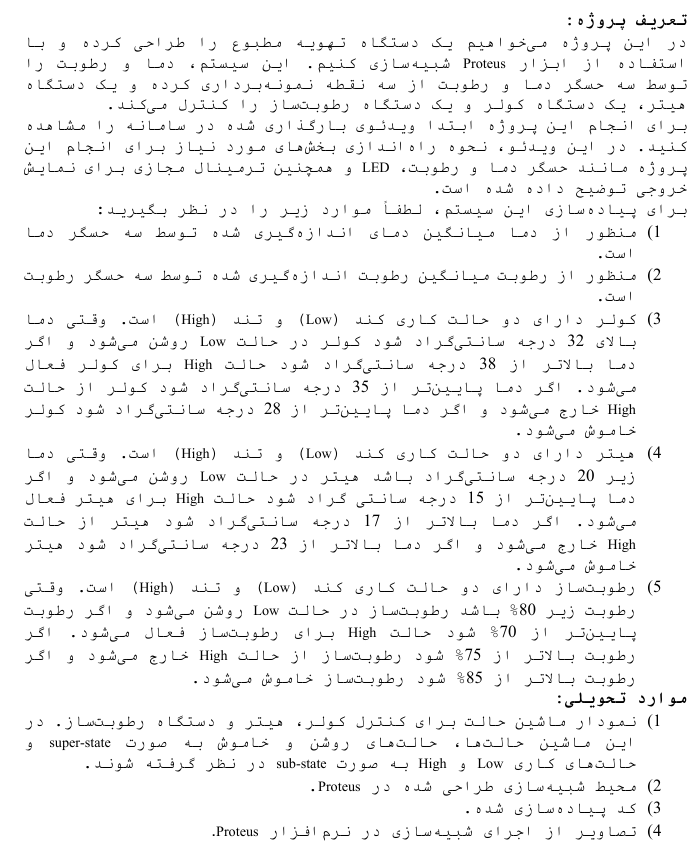 تعریف پروژه:
در این پروژه می‌خواهیم یک دستگاه تهویه مطبوع را طراحی کرده و با
استفاده از ابزار Proteus شبیه‌سازی کنیم. این سیستم، دما و رطوبت را
توسط سه حسگر دما و رطوبت از سه نقطه نمونه‌برداری کرده و یک دستگاه
هیتر، یک دستگاه کولر و یک دستگاه رطوبت‌ساز را کنترل می‌کند.
برای انجام این پروژه ابتدا ویدئوی بارگذاری شده در سامانه را مشاهده
کنید. در این ویدئو، نحوه راه‌اندازی بخش‌های مورد نیاز برای انجام این
پروژه مانند حسگر دما و رطوبت، LED و همچنین ترمینال مجازی برای نمایش
خروجی توضیح داده شده است.
برای پیاده‌سازی این سیستم، لطفاً موارد زیر را در نظر بگیرید:
1) منظور از دما میانگین دمای اندازه‌گیری شده توسط سه حسگر دما
است.
2) منظور از رطوبت میانگین رطوبت اندازه‌گیری شده توسط سه حسگر رطوبت
است.
3) کولر دارای دو حالت کاری کند (Low) و تند (High) است. وقتی دما
بالای 32 درجه سانتی‌گراد شود کولر در حالت Low روشن می‌شود و اگر
دما بالاتر از 38 درجه سانتی‌گراد شود حالت High برای کولر فعال
می‌شود. اگر دما پایین‌تر از 35 درجه سانتی‌گراد شود کولر از حالت
High خارج می‌شود و اگر دما پایین‌تر از 28 درجه سانتی‌گراد شود کولر
خاموش می‌شود.
4) هیتر دارای دو حالت کاری کند (Low) و تند (High) است. وقتی دما
زیر 20 درجه سانتی‌گراد باشد هیتر در حالت Low روشن می‌شود و اگر
دما پایین‌تر از 15 درجه سانتی گراد شود حالت High برای هیتر فعال
می‌شود. اگر دما بالاتر از 17 درجه سانتی‌گراد شود هیتر از حالت
High خارج می‌شود و اگر دما بالاتر از 23 درجه سانتی‌گراد شود هیتر
خاموش می‌شود.
5) رطوبت‌ساز دارای دو حالت کاری کند (Low) و تند (High) است. وقتی
رطوبت زیر 80% باشد رطوبت‌ساز در حالت Low روشن می‌شود و اگر رطوبت
پایین‌تر از 70% شود حالت High برای رطوبت‌ساز فعال می‌شود. اگر
رطوبت بالاتر از 75% شود رطوبت‌ساز از حالت High خارج می‌شود و اگر
رطوبت بالاتر از 85% شود رطوبت‌ساز خاموش می‌شود.
موارد تحویلی:
1) نمودار ماشین حالت برای کنترل کولر، هیتر و دستگاه رطوبت‌ساز. در
این ماشین حالت‌ها، حالت‌های روشن و خاموش به صورت super-state و
حالت‌های کاری Low و High به صورت sub-state در نظر گرفته شوند.
2) محیط شبیه‌سازی طراحی شده در Proteus.
3) کد پیاده‌سازی شده.
4) تصاویر از اجرای شبیه‌سازی در نرم‌افزار Proteus.